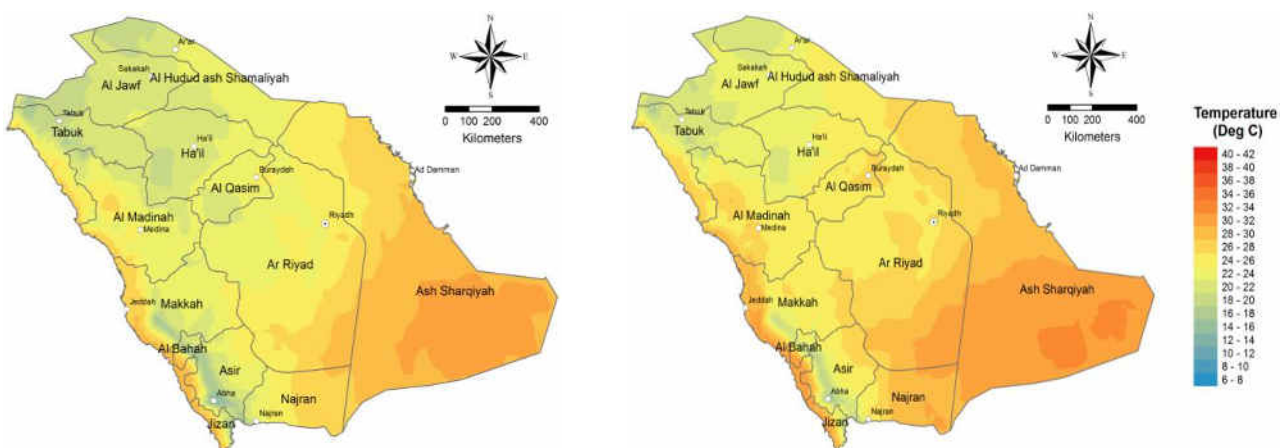 N
W E
S
0 100 200 400
Kilometers
Ar'ar
Sakakah
Al Jawf
Al Hudud ash Shamaliyah
Tabuk
Tabuk
Ha'il
Ha'il
Buraydah
Al Qasim
Ad Damman
Al Madinah
Medina
Riyadh
Ar Riyad
Ash Sharqiyah
Jeddah
Makkah
Al Bahah
Asir
Abha
Najran
Najran
Jizan
N
W E
S
0 100 200 400
Kilometers
Ar'ar
Sakakah
Al Jawf
Al Hudud ash Shamaliyah
Tabuk
Tabuk
Ha'il
Ha'il
Buraydah
Al Qasim
Ad Damman
Al Madinah
Medina
Riyadh
Ar Riyad
Ash Sharqiyah
Jeddah
Makkah
Al Bahah
Asir
Abha
Najran
Najran
Jizan
Temperature
(Deg C)
40 - 42
38 - 40
36 - 38
34 - 36
32 - 34
30 - 32
28 - 30
26 - 28
24 - 26
22 - 24
20 - 22
18 - 20
16 - 18
14 - 16
12 - 14
10 - 12
8 - 10
6 - 8